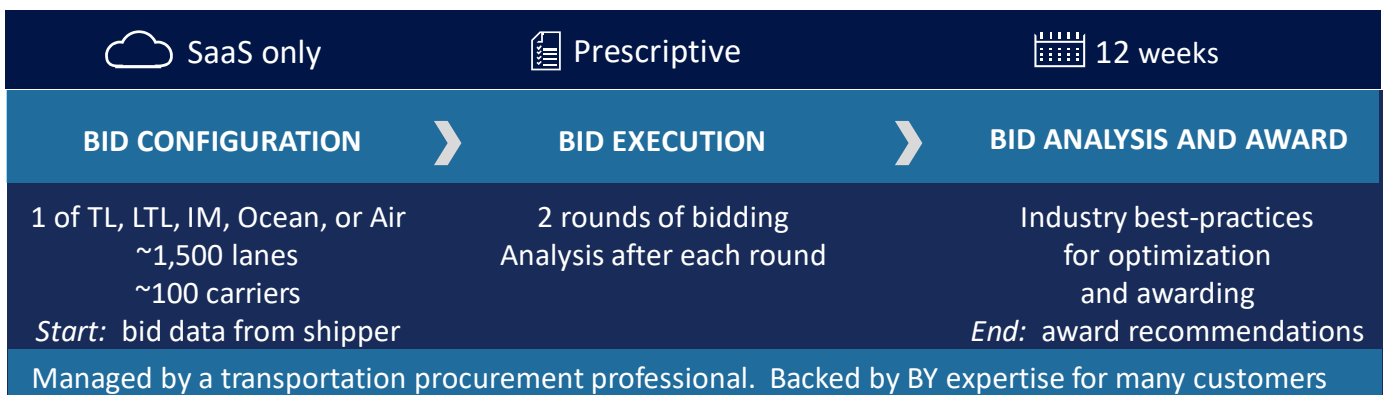 SaaS only
Prescriptive
12 weeks
BID CONFIGURATION
BID EXECUTION
BID ANALYSIS AND AWARD
1 of TL, LTL, IM, Ocean, or Air
~1,500 lanes
~100 carriers
Start: bid data from shipper
2 rounds of bidding
Analysis after each round
Industry best-practices
for optimization
and awarding
End: award recommendations
Managed by a transportation procurement professional. Backed by BY expertise for many customers